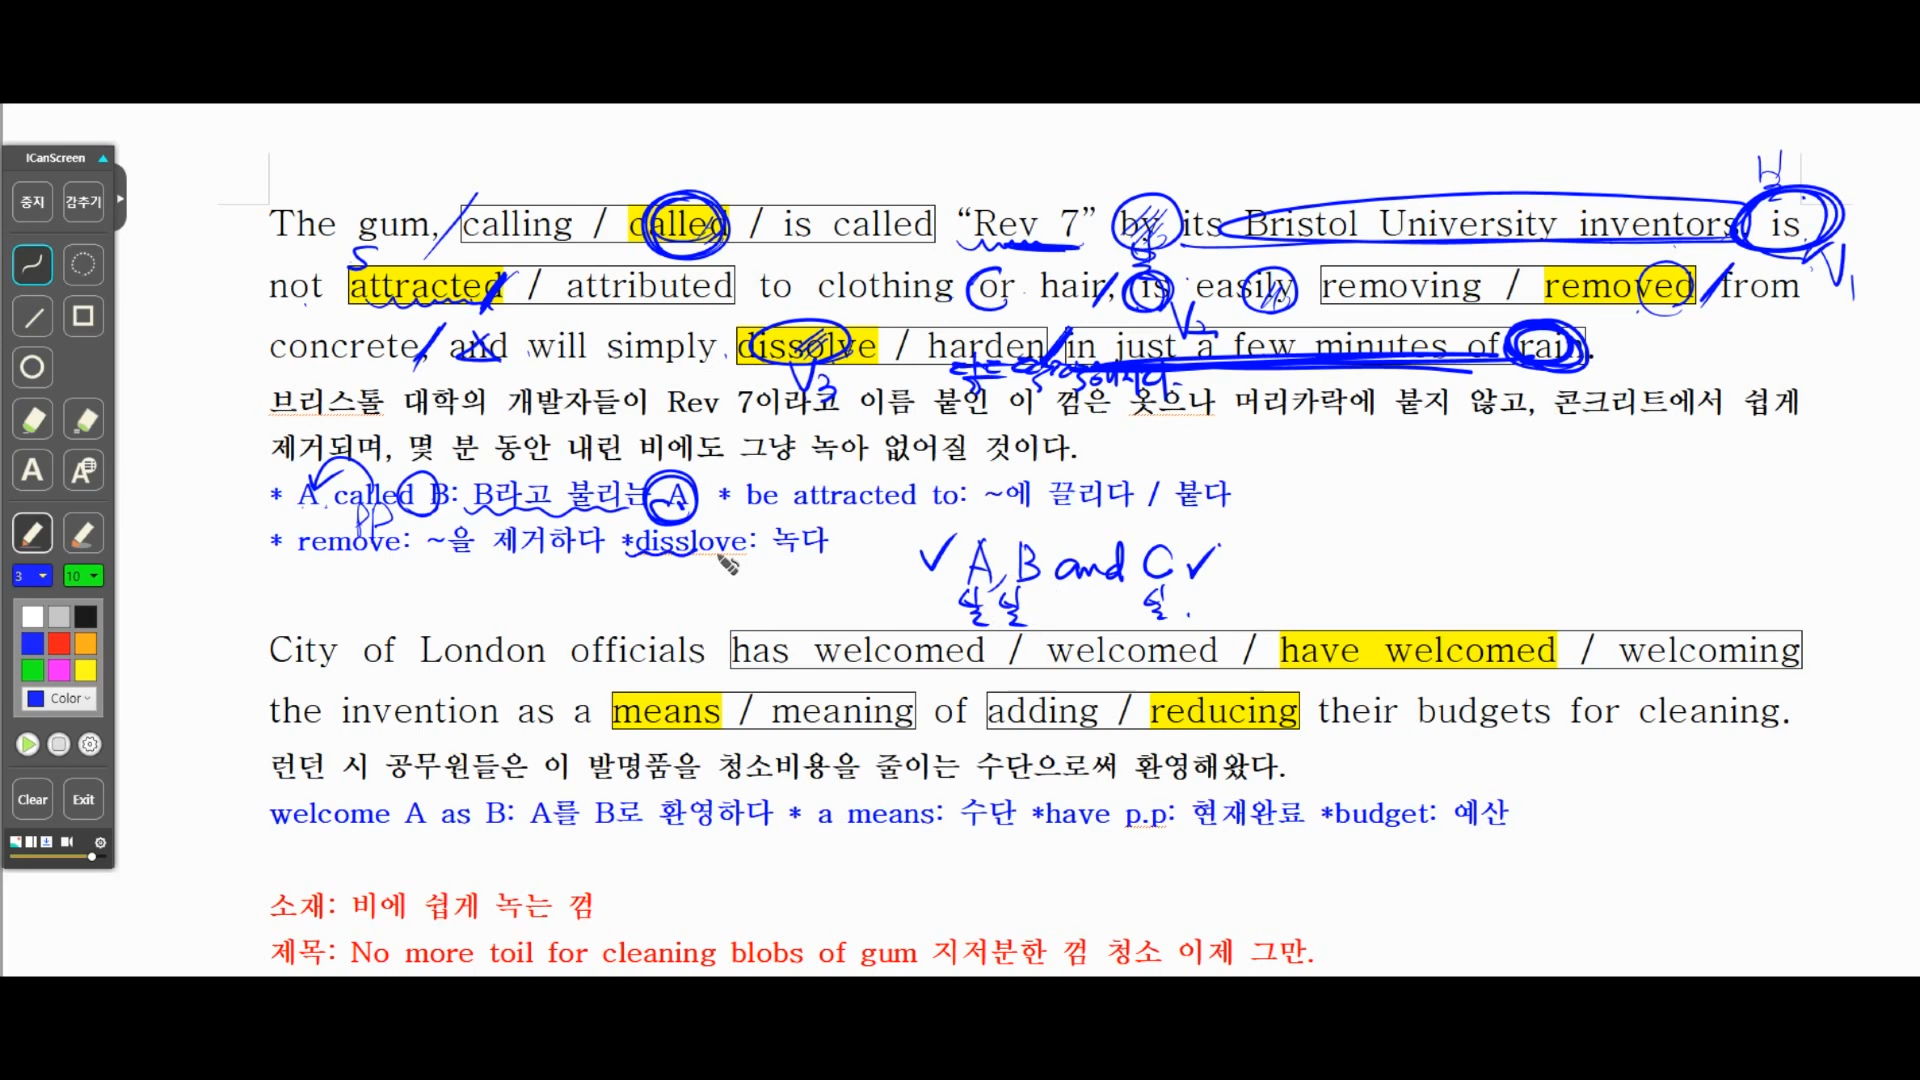 ICanScreen
중지 감추기
The gum, calling / called / is called “Rev 7” by its Bristol University inventors is
not attracted / attributed to clothing or hair, is easily removing / removed from
concrete, and will simply dissolve / harden in just a few minutes of rain.
브리스톨 대학의 개발자들이 Rev 7이라고 이름 붙인 이 껌은 옷으나 머리카락에 붙지 않고, 콘크리트에서 쉽게
제거되며, 몇 분 동안 내린 비에도 그냥 녹아 없어질 것이다.
* A called B: B라고 불리는 A * be attracted to: ~에 끌리다 / 붙다
PP
* remove: ~을 제거하다 *disslove: 녹다
A, B and C
S
V1
V2
V3
City of London officials has welcomed / welcomed / have welcomed / welcoming
the invention as a means / meaning of adding / reducing their budgets for cleaning.
런던 시 공무원들은 이 발명품을 청소비용을 줄이는 수단으로써 환영해왔다.
welcome A as B: A를 B로 환영하다 * a means: 수단 *have p.p: 현재완료 *budget: 예산
소재: 비에 쉽게 녹는 껌
제목: No more toil for cleaning blobs of gum 지저분한 껌 청소 이제 그만.
A A
3 10
Color
Clear Exit